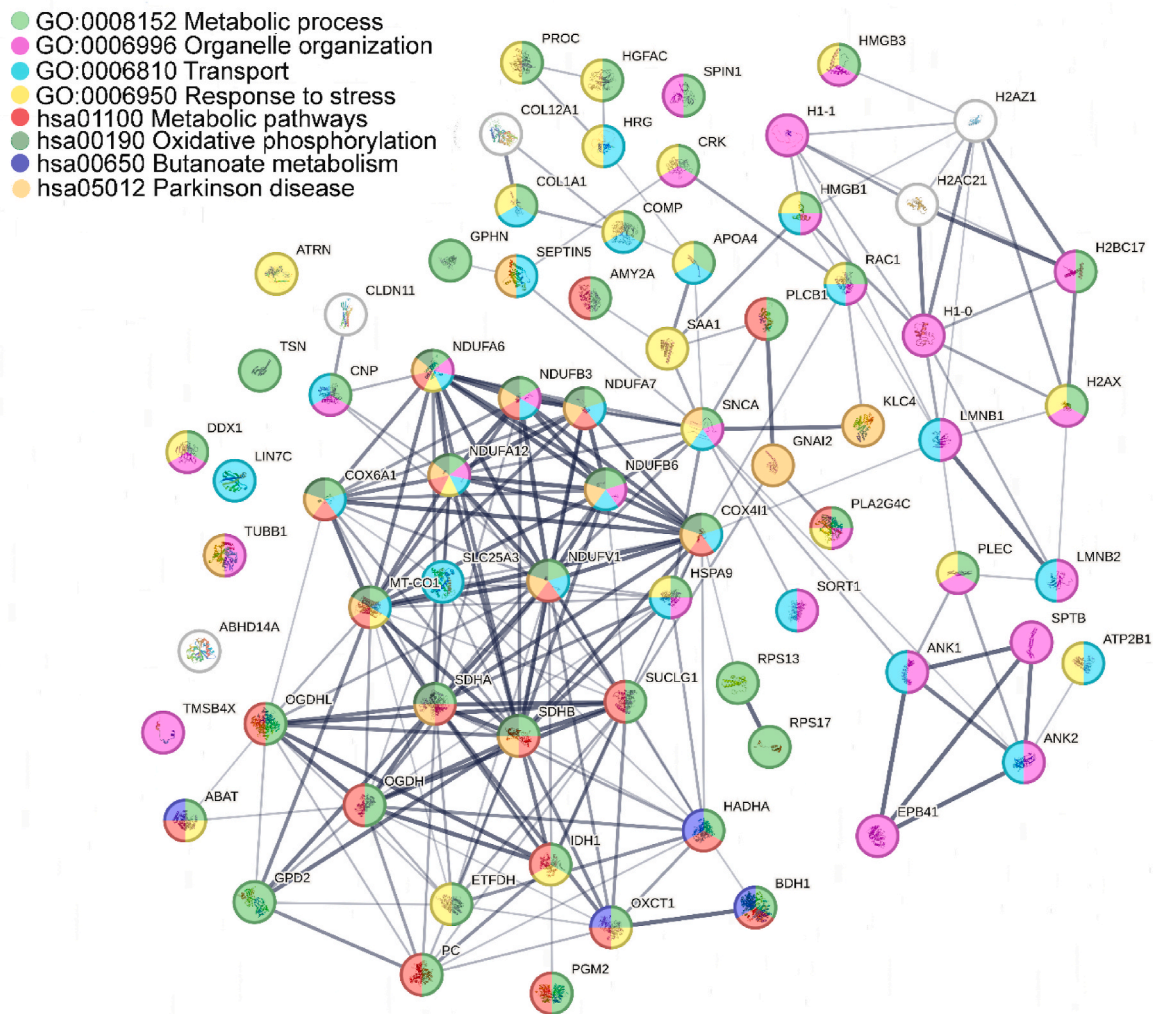 GO:0008152 Metabolic process
GO:0006996 Organelle organization
GO:0006810 Transport
GO:0006950 Response to stress
hsa01100 Metabolic pathways
hsa00190 Oxidative phosphorylation
hsa00650 Butanoate metabolism
hsa05012 Parkinson disease
PROC
HGFAC
HMGB3
SPIN1
COL12A1
HRG
H1-1
H2AZ1
CRK
COL1A1
HMGB1
H2AC21
COMP
GPHN
APOA4
ATRN
SEPTIN5
RAC1
H2BC17
AMY2A
CLDN11
PLCB1
SAA1
H1-0
TSN
CNP
NDUFA6
NDUFB3
NDUFA7
SNCA
KLC4
H2AX
LMNB1
DDX1
LIN7C
NDUFA12
GNAI2
COX6A1
NDUFB6
COX4I1
PLA2G4C
TUBB1
SLC25A3
NDUFV1
MT-CO1
HSPA9
SORT1
PLEC
LMNB2
ABHD14A
SPTB
ANK1
ATP2B1
RPS13
SDHA
SUCLG1
OGDHL
SDHB
TMSB4X
RPS17
ANK2
OGDH
ABAT
HADHA
EPB41
IDH1
GPD2
ETFDH
BDH1
OXCT1
PC
PGM2